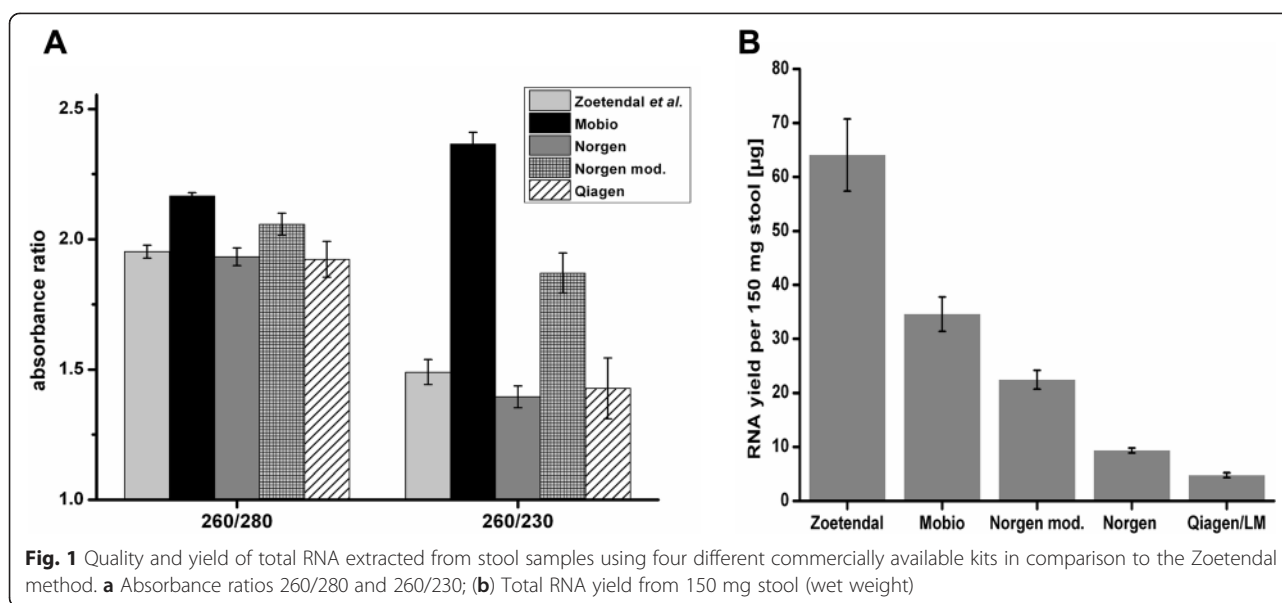 A
absorbance ratio
2.5
2.0
1.5
1.0
260/280
260/230
Zoetendal et al.
Mobio
Norgen
Norgen mod.
Qiagen
B
RNA yield per 150 mg stool [µg]
80
70
60
50
40
30
20
10
0
Zoetendal
Mobio
Norgen mod.
Norgen
Qiagen/LM
Fig. 1 Quality and yield of total RNA extracted from stool samples using four different commercially available kits in comparison to the Zoetendal
method. a Absorbance ratios 260/280 and 260/230; (b) Total RNA yield from 150 mg stool (wet weight)